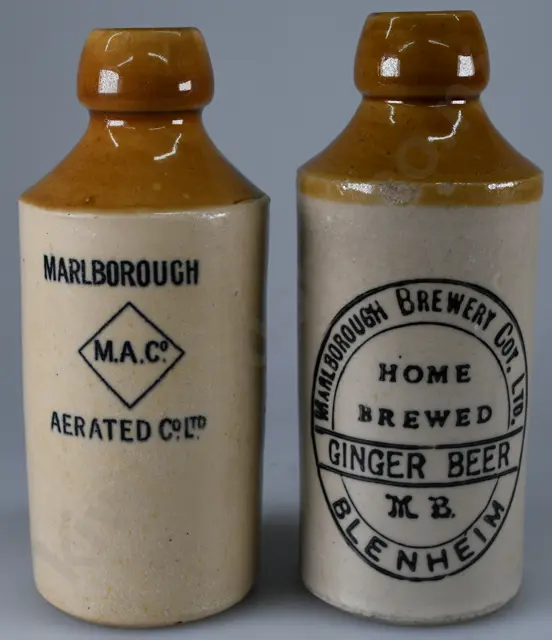 MARLBOROUGH
M.A.Co
AERATED Co. LTD
MARLBOROUGH BREWERY COY. LTD.
HOME
BREWED
GINGER BEER
M B.
BLENHEIM